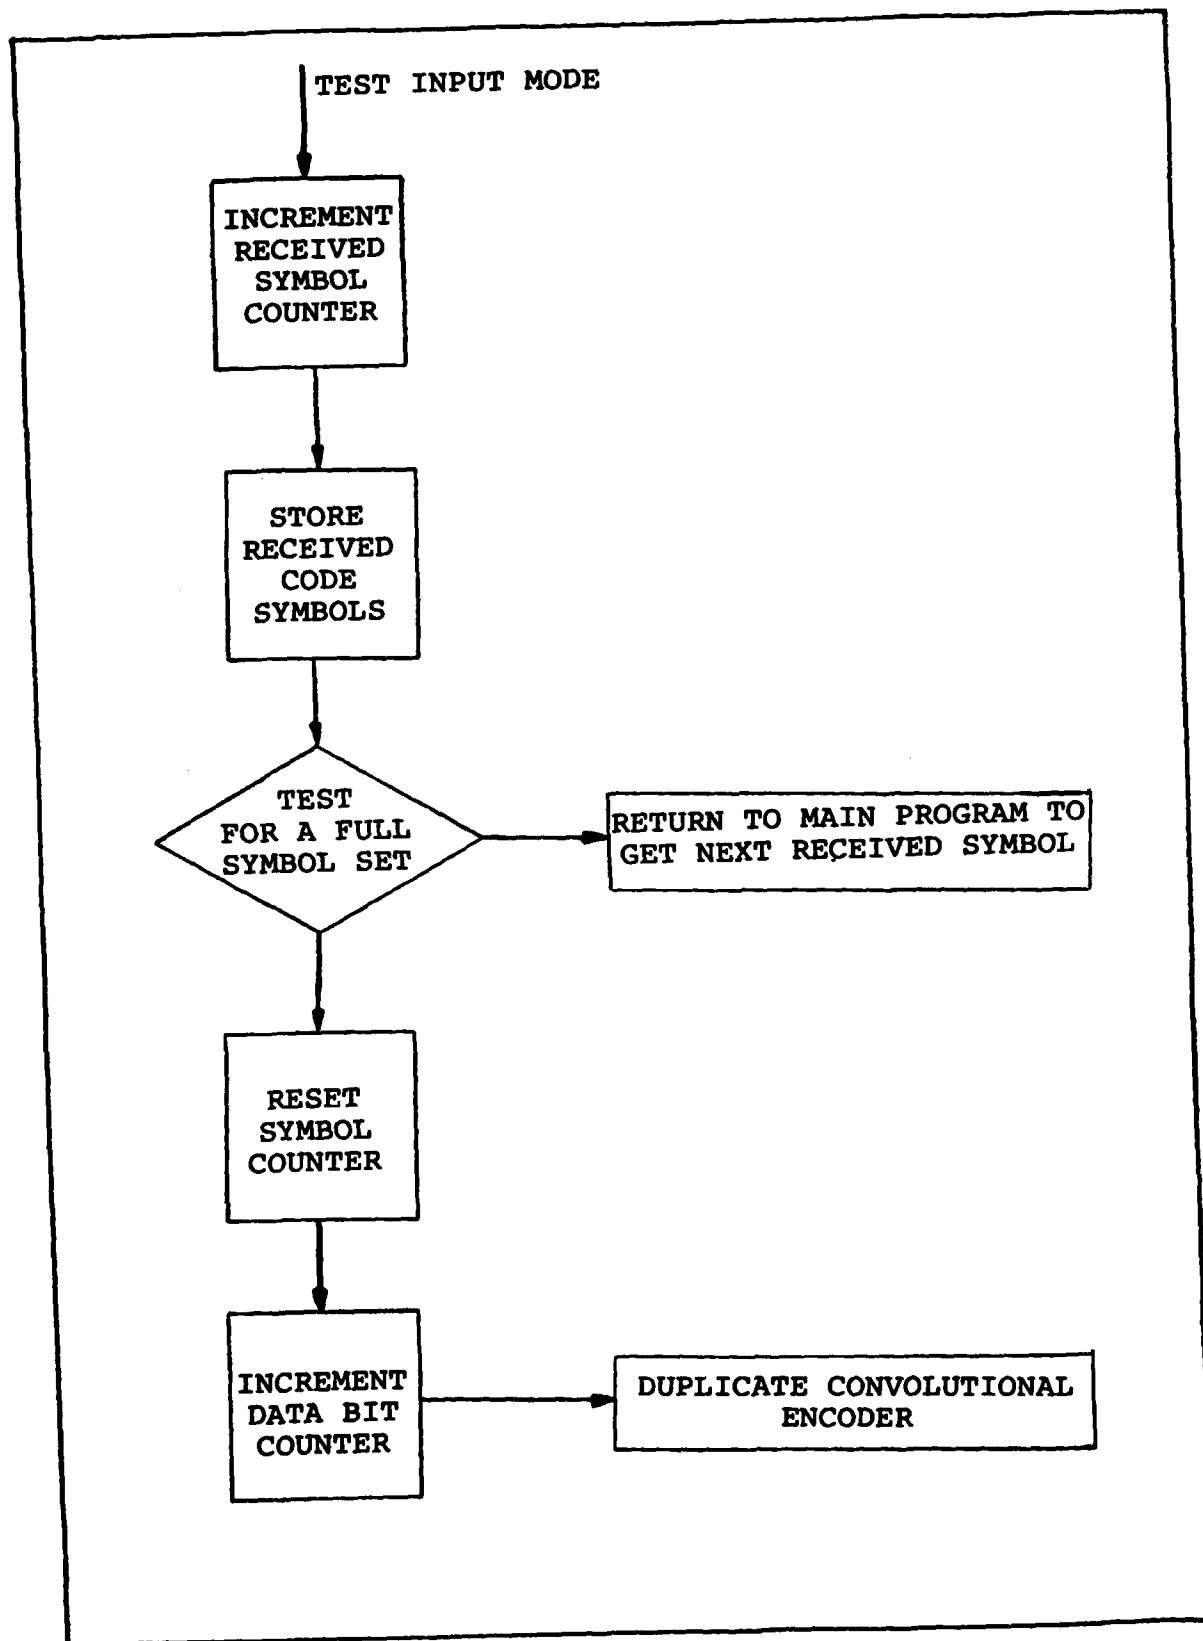 TEST INPUT MODE
INCREMENT
RECEIVED
SYMBOL
COUNTER
STORE
RECEIVED
CODE
SYMBOLS
TEST
FOR A FULL
SYMBOL SET
RETURN TO MAIN PROGRAM TO
GET NEXT RECEIVED SYMBOL
RESET
SYMBOL
COUNTER
INCREMENT
DATA BIT
COUNTER
DUPLICATE CONVOLUTIONAL
ENCODER